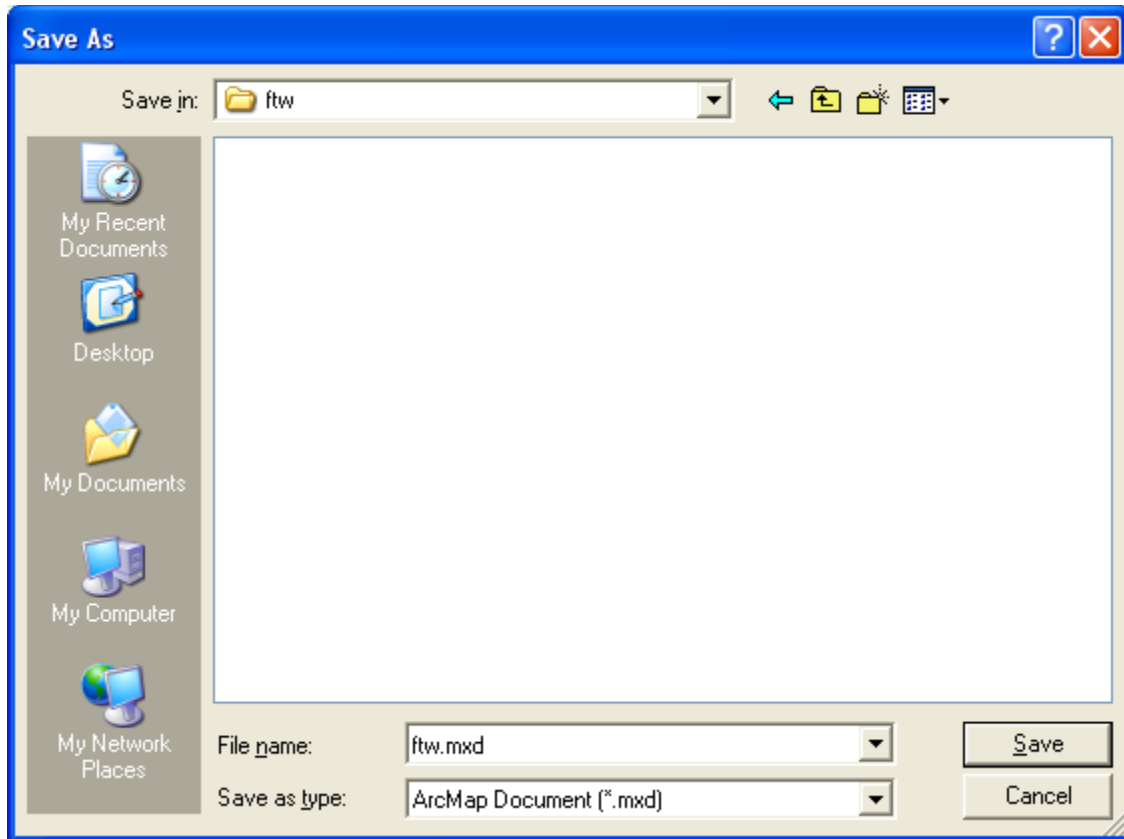 Save As
Save in: ftw
My Recent
Documents
Desktop
My Documents
My Computer
My Network
Places
File name: ftw.mxd Save
Save as type: ArcMap Document (*.mxd) Cancel